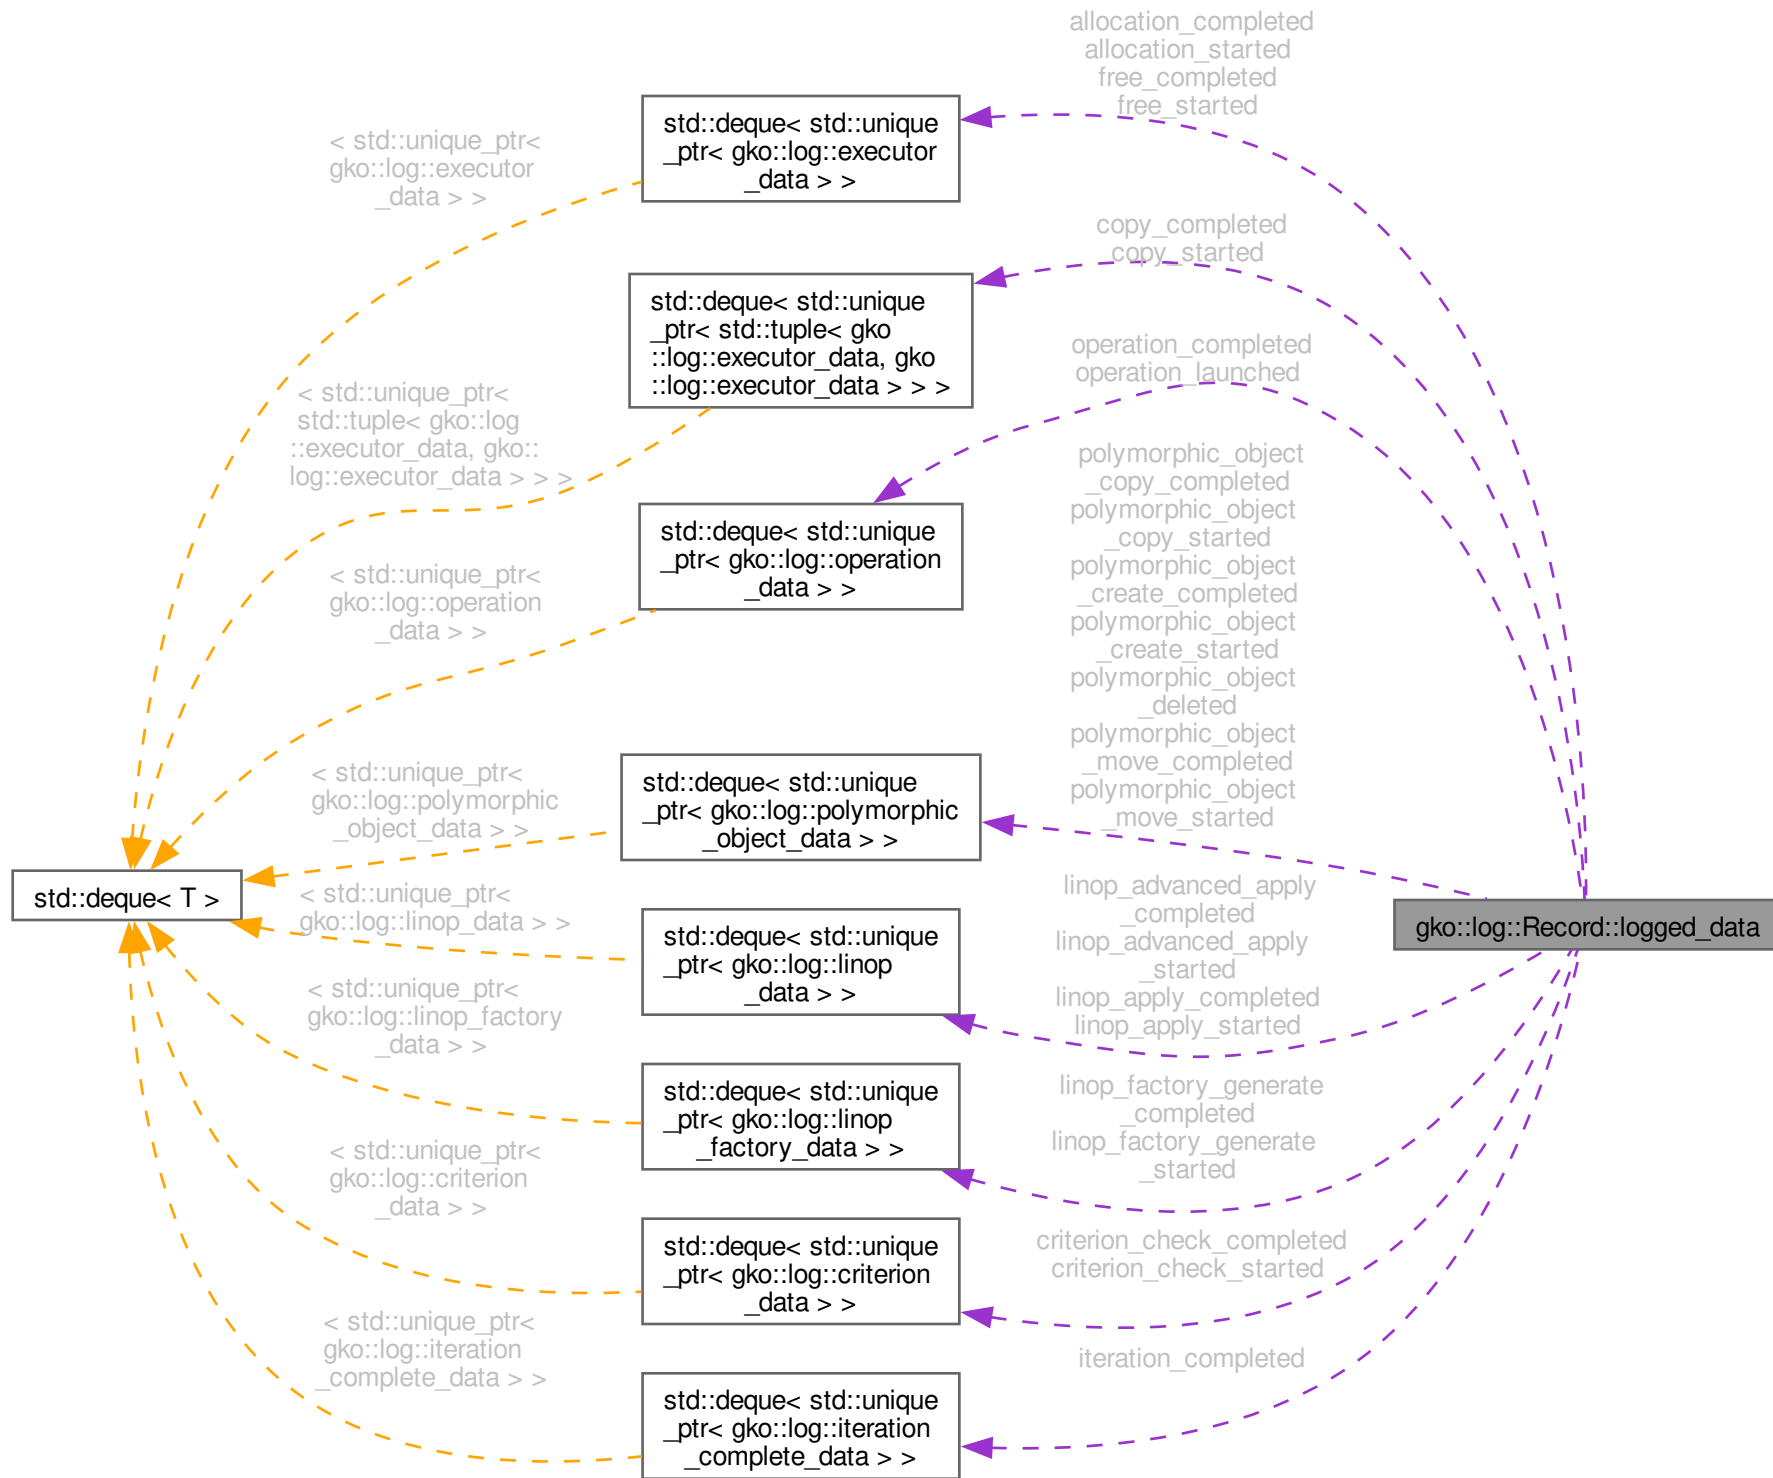 allocation_completed
allocation_started
free_completed
free_started
std::deque< std::unique
_ptr< gko::log::executor
_data > >
< std::unique_ptr<
gko::log::executor
_data > >
copy_completed
copy_started
std::deque< std::unique
_ptr< std::tuple< gko
::log::executor_data, gko
::log::executor_data > > >
< std::unique_ptr<
std::tuple< gko::log
::executor_data, gko::
log::executor_data > > >
operation_completed
operation_launched
std::deque< std::unique
_ptr< gko::log::operation
_data > >
< std::unique_ptr<
gko::log::operation
_data > >
polymorphic_object
_copy_completed
polymorphic_object
_copy_started
polymorphic_object
_create_completed
polymorphic_object
_create_started
polymorphic_object
_deleted
polymorphic_object
_move_completed
polymorphic_object
_move_started
std::deque< std::unique
_ptr< gko::log::polymorphic
_object_data > >
< std::unique_ptr<
gko::log::polymorphic
_object_data > >
std::deque< T >
< std::unique_ptr<
gko::log::linop_data > >
std::deque< std::unique
_ptr< gko::log::linop
_data > >
linop_advanced_apply
_completed
linop_advanced_apply
_started
linop_apply_completed
linop_apply_started
gko::log::Record::logged_data
< std::unique_ptr<
gko::log::linop_factory
_data > >
std::deque< std::unique
_ptr< gko::log::linop
_factory_data > >
linop_factory_generate
_completed
linop_factory_generate
_started
< std::unique_ptr<
gko::log::criterion
_data > >
std::deque< std::unique
_ptr< gko::log::criterion
_data > >
criterion_check_completed
criterion_check_started
< std::unique_ptr<
gko::log::iteration
_complete_data > >
std::deque< std::unique
_ptr< gko::log::iteration
_complete_data > >
iteration_completed